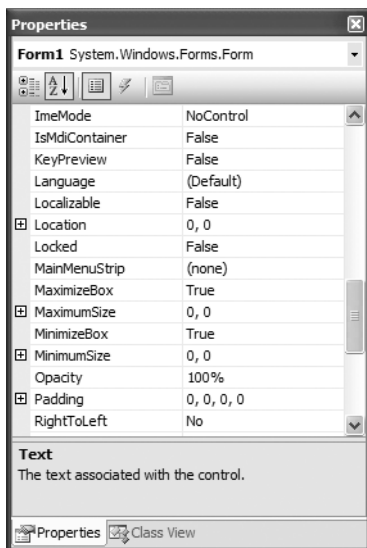 Properties
Form1 System.Windows.Forms.Form
ImeMode NoControl
IsMdiContainer False
KeyPreview False
Language (Default)
Localizable False
Location 0, 0
Locked False
MainMenuStrip (none)
MaximizeBox True
MaximumSize 0, 0
MinimizeBox True
MinimumSize 0, 0
Opacity 100%
Padding 0, 0, 0, 0
RightToLeft No
Text
The text associated with the control.
Properties Class View